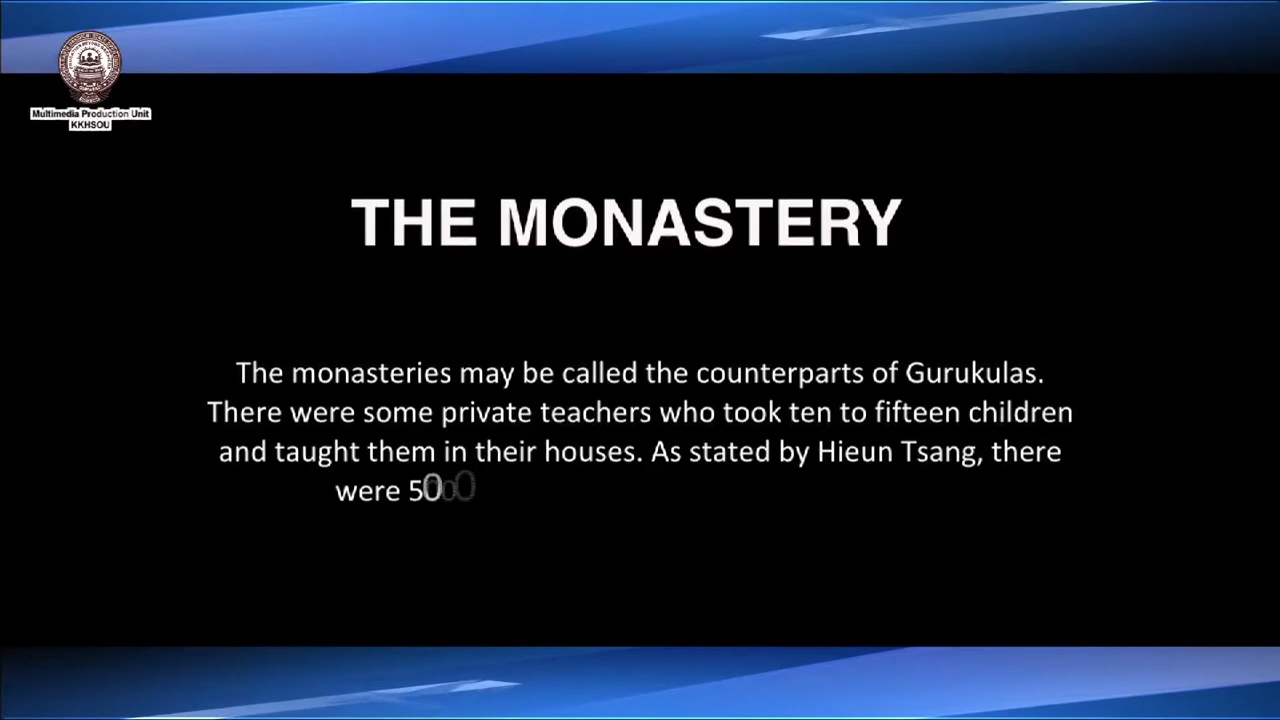 Multimedia Production Unit
KKHSOU
THE MONASTERY
The monasteries may be called the counterparts of Gurukulas.
There were some private teachers who took ten to fifteen children
and taught them in their houses. As stated by Hieun Tsang, there
were 5000